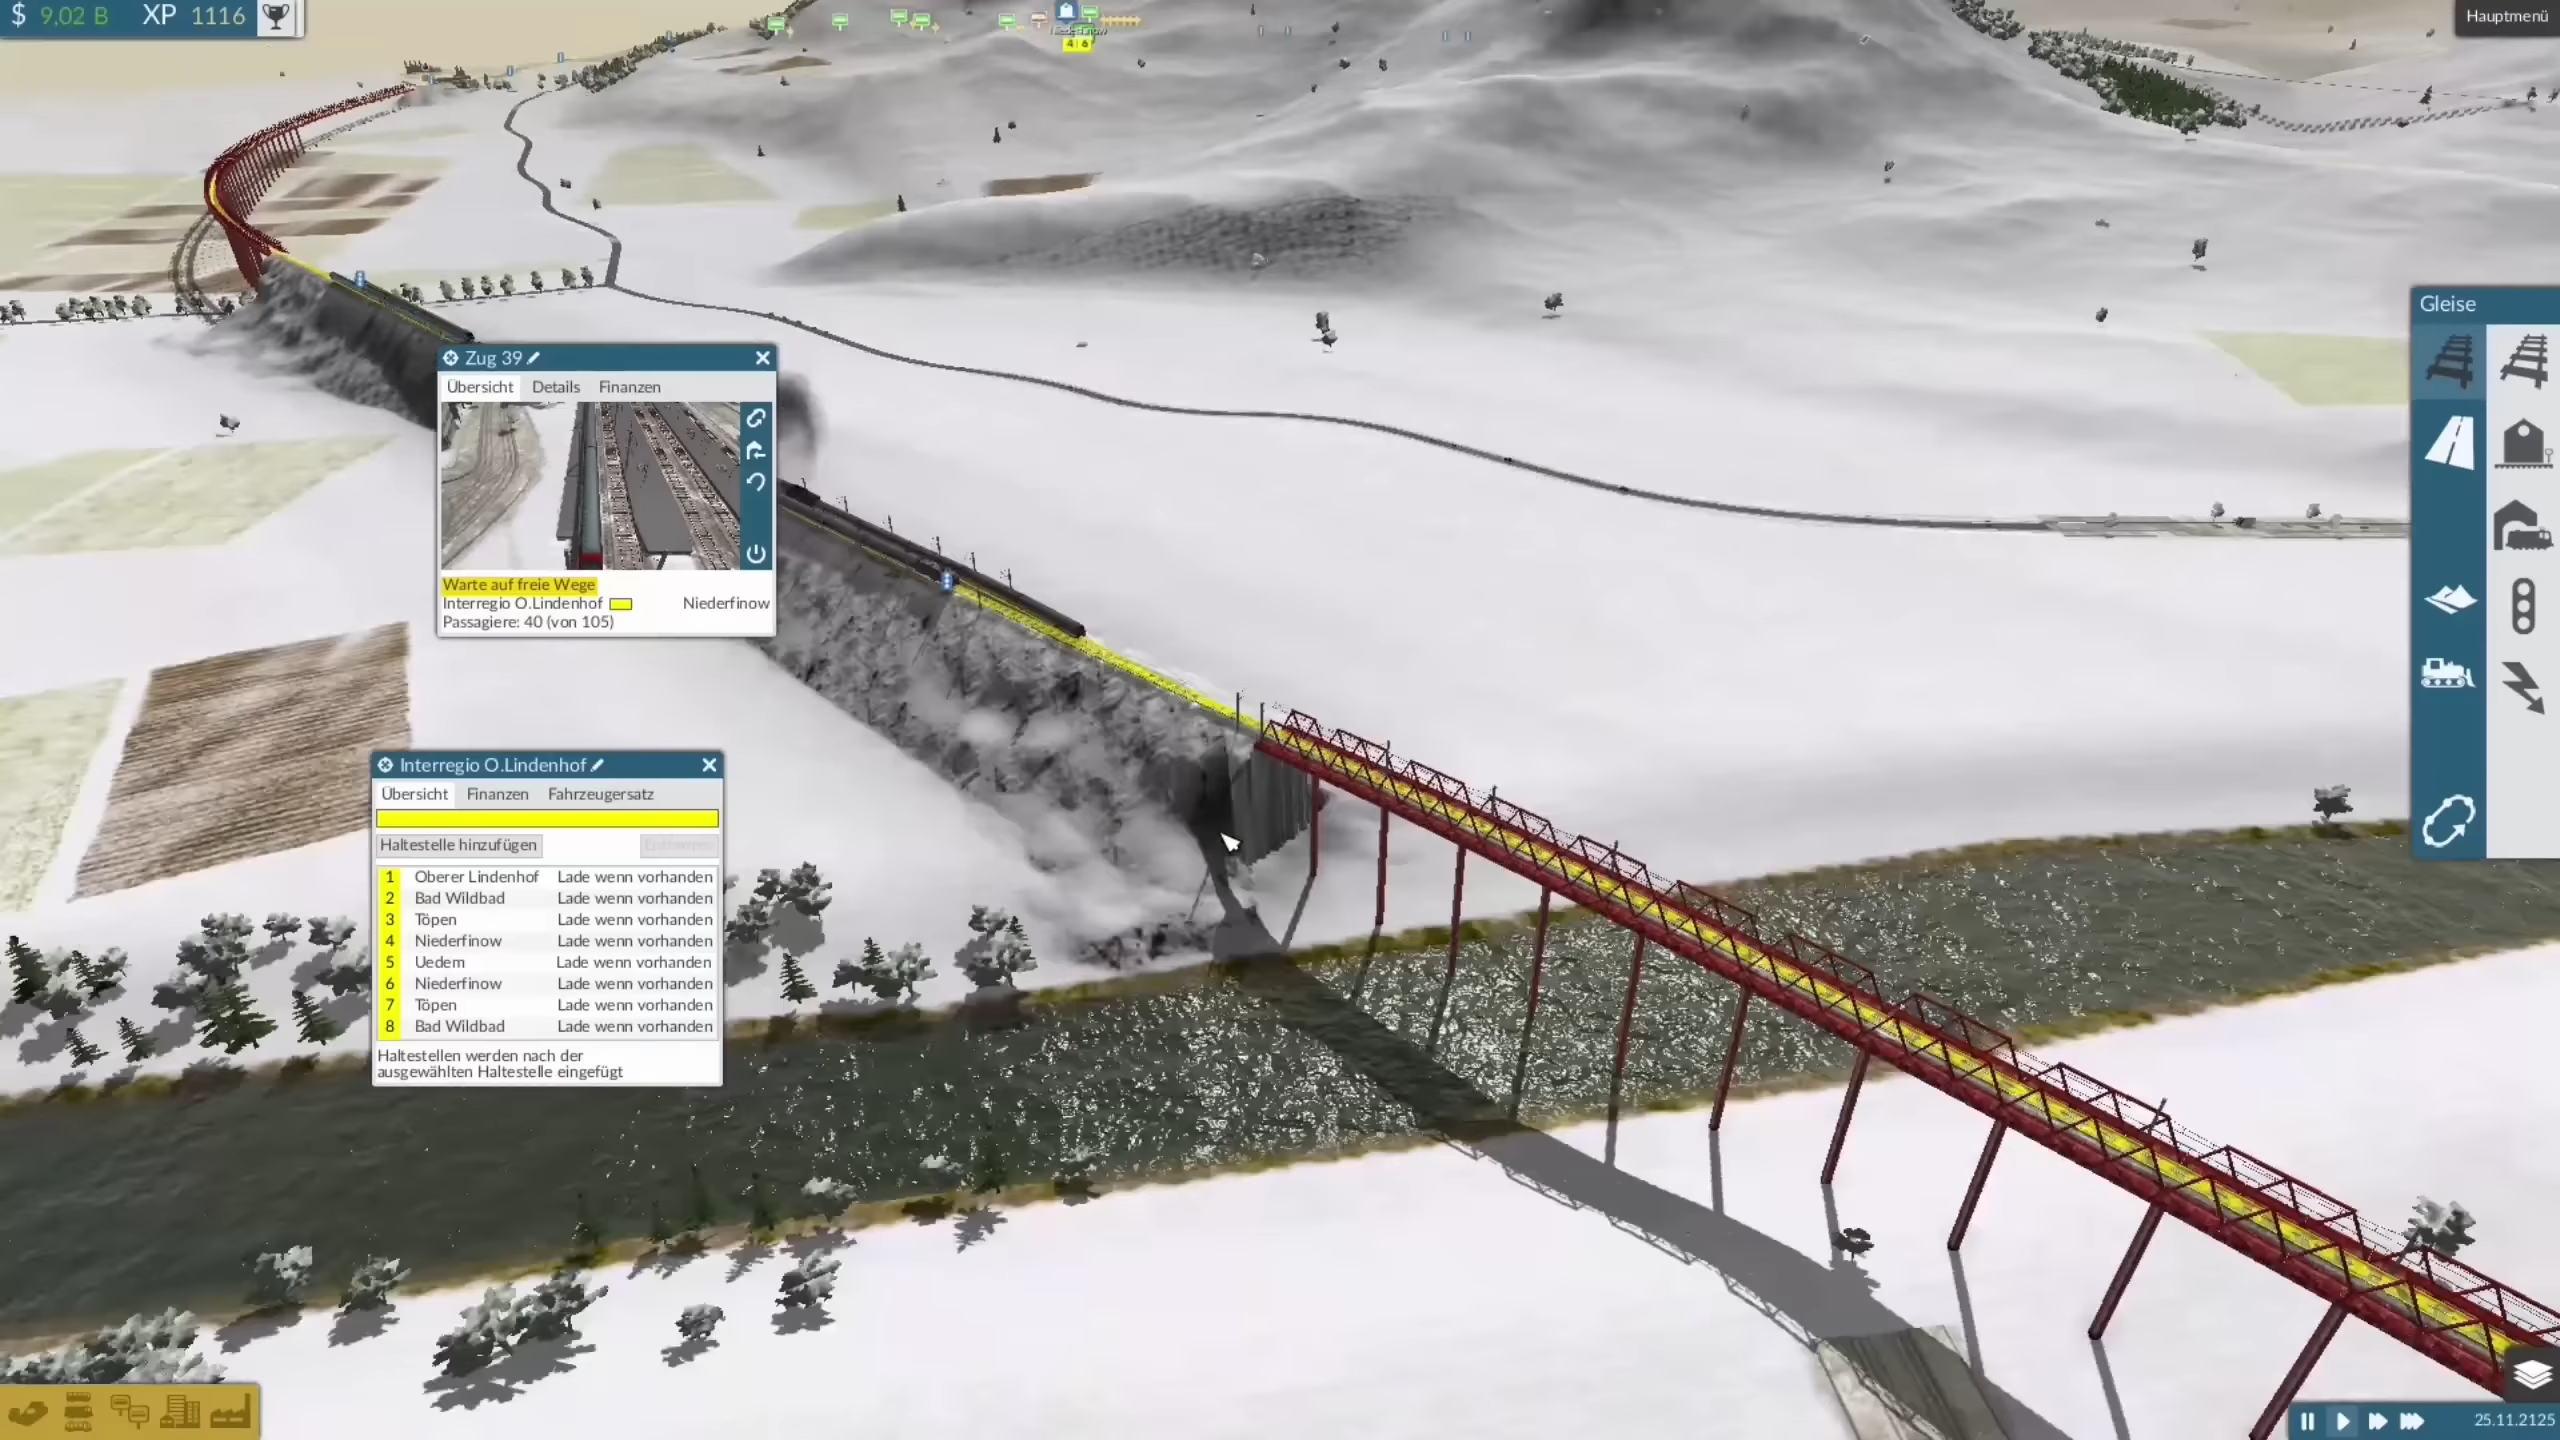 $ 9,02 B XP 1116
Hauptmenü
Niederfinow
4 | 6
Gleise
Zug 39
Übersicht Details Finanzen
Warte auf freie Wege
Interregio O.Lindenhof Niederfinow
Passagiere: 40 (von 105)
Interregio O.Lindenhof
Übersicht Finanzen Fahrzeugersatz
Haltestelle hinzufügen
1 Oberer Lindenhof Lade wenn vorhanden
2 Bad Wildbad Lade wenn vorhanden
3 Töpen Lade wenn vorhanden
4 Niederfinow Lade wenn vorhanden
5 Uedem Lade wenn vorhanden
6 Niederfinow Lade wenn vorhanden
7 Töpen Lade wenn vorhanden
8 Bad Wildbad Lade wenn vorhanden
Haltestellen werden nach der
ausgewählten Haltestelle eingefügt
25.11.2125